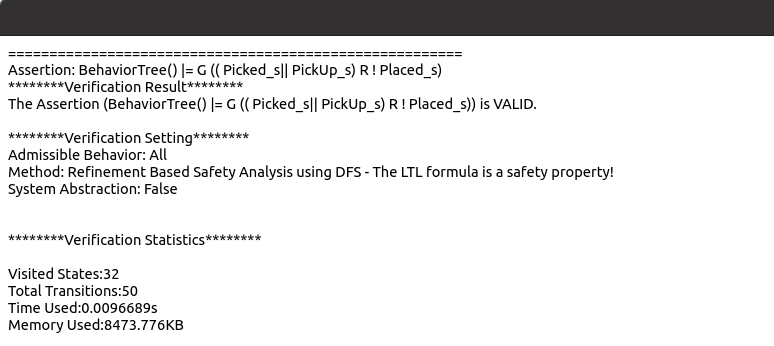 =======================================================
Assertion: BehaviorTree() |= G (( Picked_s|| PickUp_s) R ! Placed_s)
********Verification Result********
The Assertion (BehaviorTree() |= G (( Picked_s|| PickUp_s) R ! Placed_s)) is VALID.
********Verification Setting********
Admissible Behavior: All
Method: Refinement Based Safety Analysis using DFS - The LTL formula is a safety property!
System Abstraction: False
********Verification Statistics********
Visited States:32
Total Transitions:50
Time Used:0.0096689s
Memory Used:8473.776KB